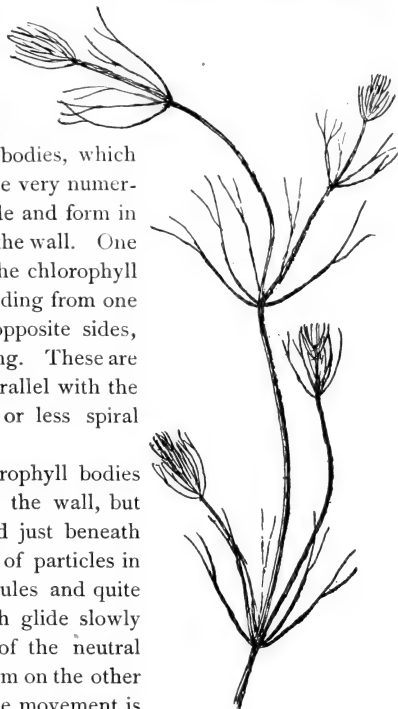 bodies, which
e very numer-
le and form in
the wall. One
he chlorophyll
ding from one
opposite sides,
ng. These are
rallel with the
or less spiral
rophyll bodies
the wall, but
d just beneath
of particles in
ules and quite
h glide slowly
of the neutral
m on the other
e movement is